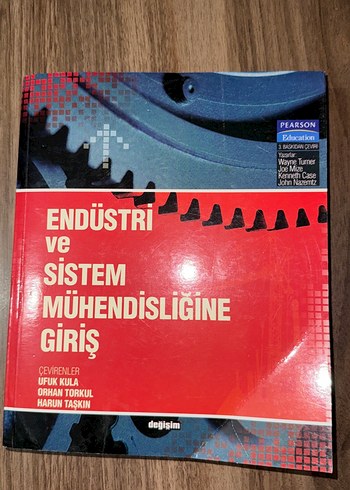 PEARSON
Education
3. BASKIDAN ÇEVİRİ
Yazarlar
Wayne Turner
Joe Mize
Kenneth Case
John Nazemtz
ENDÜSTRİ
ve
SİSTEM
MÜHENDİSLİĞİNE
GİRİŞ
ÇEVİRENLER
UFUK KULA
ORHAN TORKUL
HARUN TAŞKIN
değişim